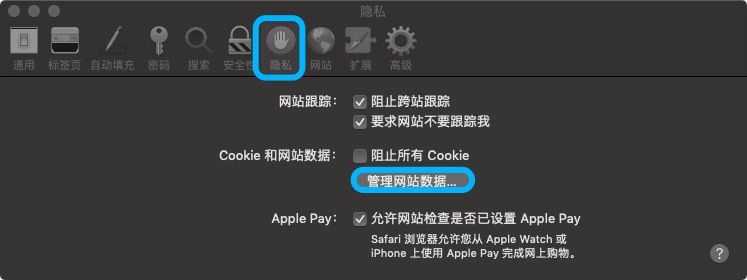 隐私
通用 标签页 自动填充 密码 搜索 安全性 隐私 网站 扩展 高级
网站跟踪： 阻止跨站跟踪
要求网站不要跟踪我
Cookie 和网站数据： 阻止所有 Cookie
管理网站数据...
Apple Pay： 允许网站检查是否已设置 Apple Pay
Safari 浏览器允许您从 Apple Watch 或
iPhone 上使用 Apple Pay 完成网上购物。
?